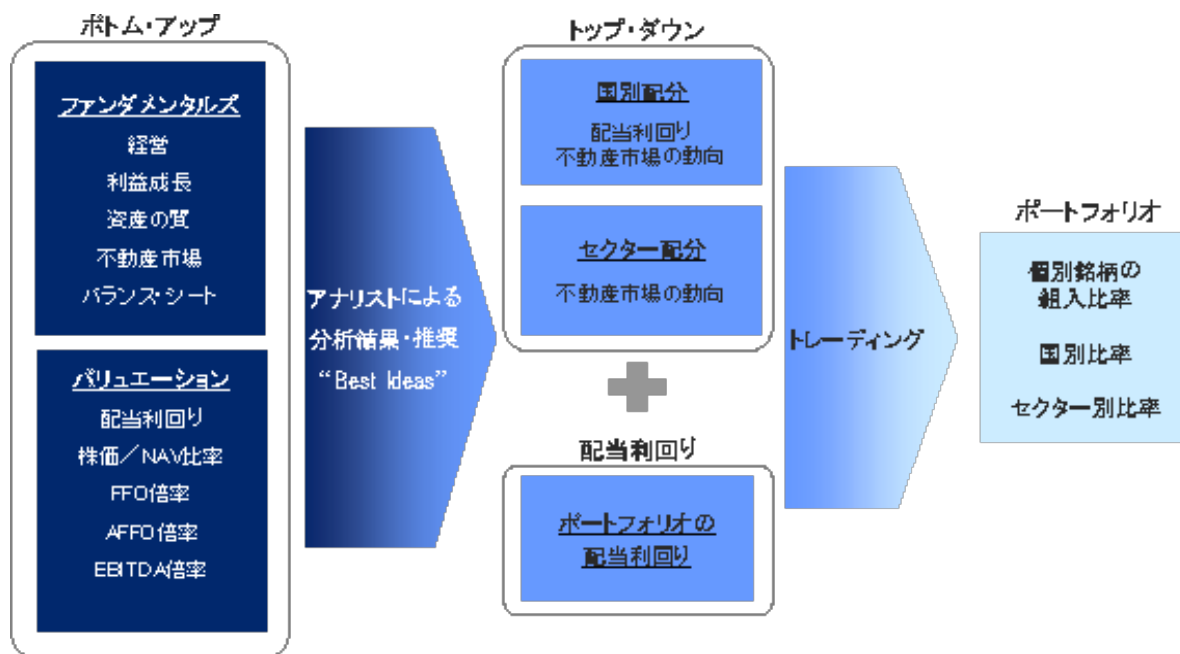 ボトム・アップ
ファンダメンタルズ
経営
利益成長
資産の質
不動産市場
バランス・シート
バリュエーション
配当利回り
株価／NAV比率
FFO倍率
AFFO倍率
EBITDA倍率
アナリストによる
分析結果・推奨
“Best Ideas”
トップ・ダウン
国別配分
配当利回り
不動産市場の動向
セクター配分
不動産市場の動向
配当利回り
ポートフォリオの
配当利回り
トレーディング
ポートフォリオ
個別銘柄の
組入比率
国別比率
セクター別比率